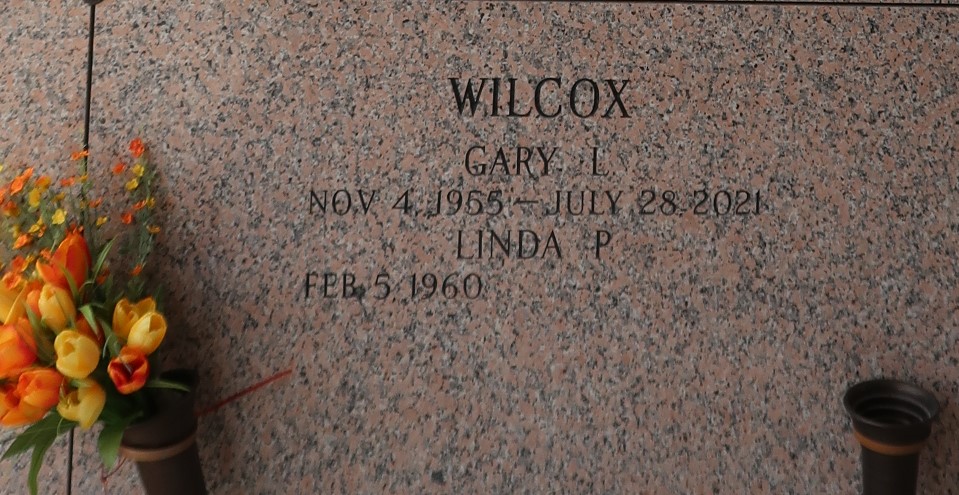 WILCOX
GARY L
NOV 4, 1955 – JULY 28, 2021
LINDA P
FEB 5, 1960